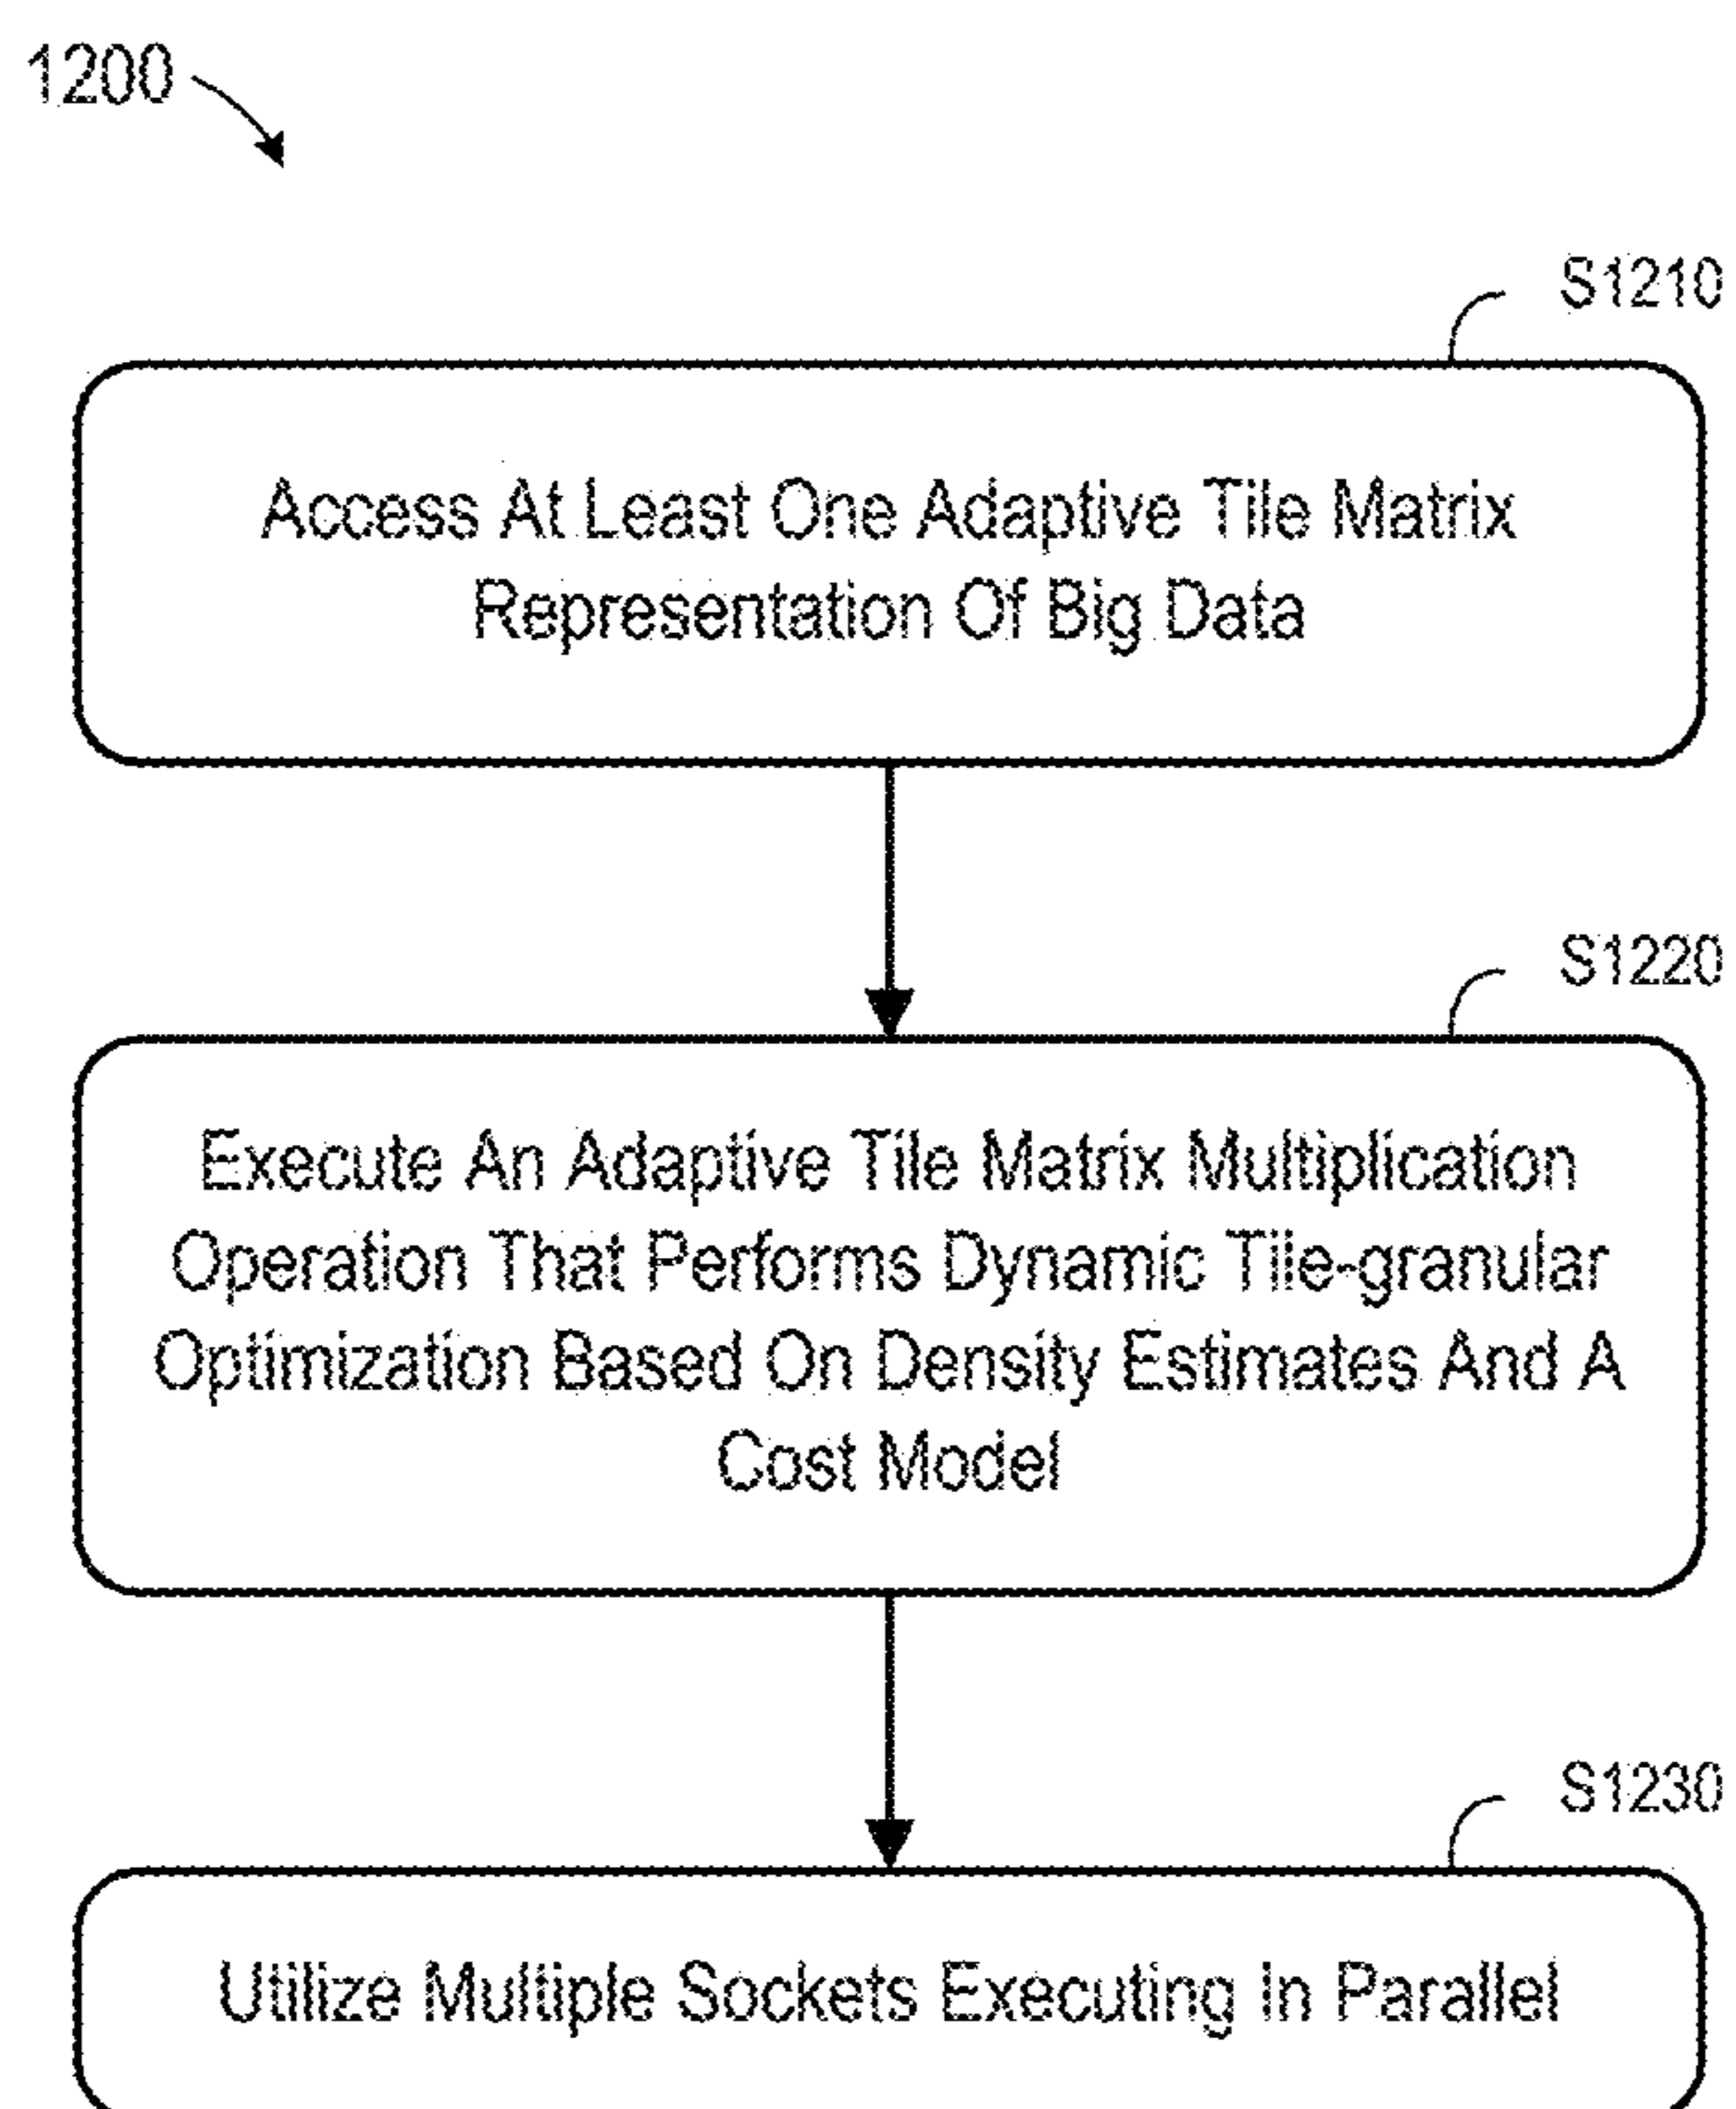 1200
S1210
Access At Least One Adaptive Tile Matrix
Representation Of Big Data
S1220
Execute An Adaptive Tile Matrix Multiplication
Operation That Performs Dynamic Tile-granular
Optimization Based On Density Estimates And A
Cost Model
S1230
Utilize Multiple Sockets Executing In Parallel